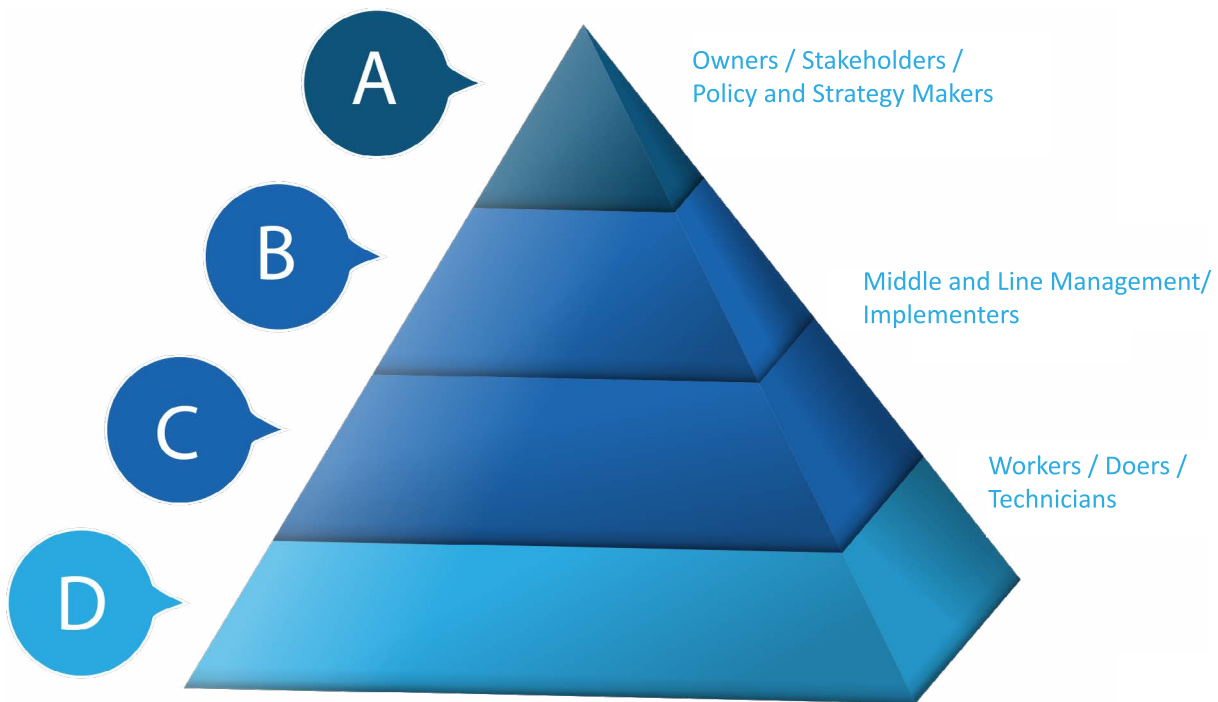 A
Owners / Stakeholders /
Policy and Strategy Makers
B
Middle and Line Management/
Implementers
C
Workers / Doers /
Technicians
D